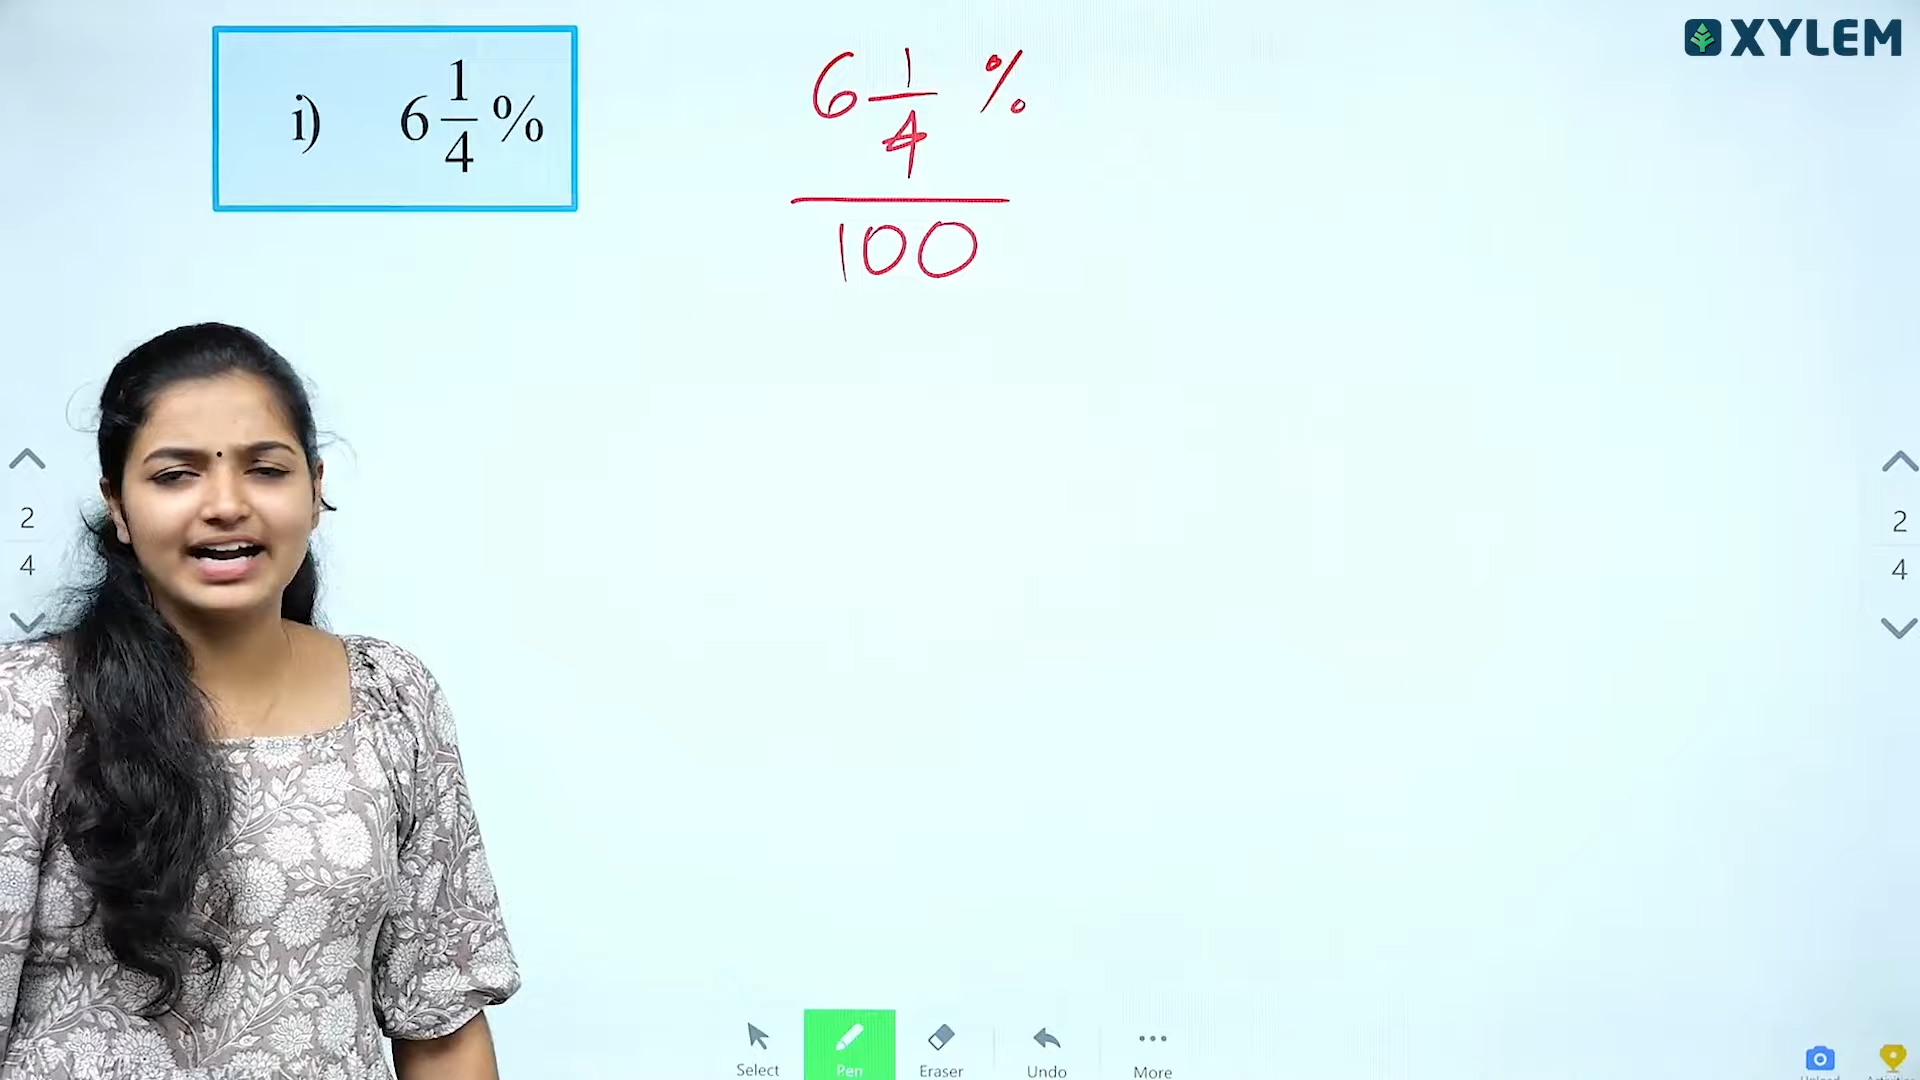 XYLEM
i) 6 1/4 %
6 1/4 %
100
2
4
2
4
Select
Pen
Eraser
Undo
More